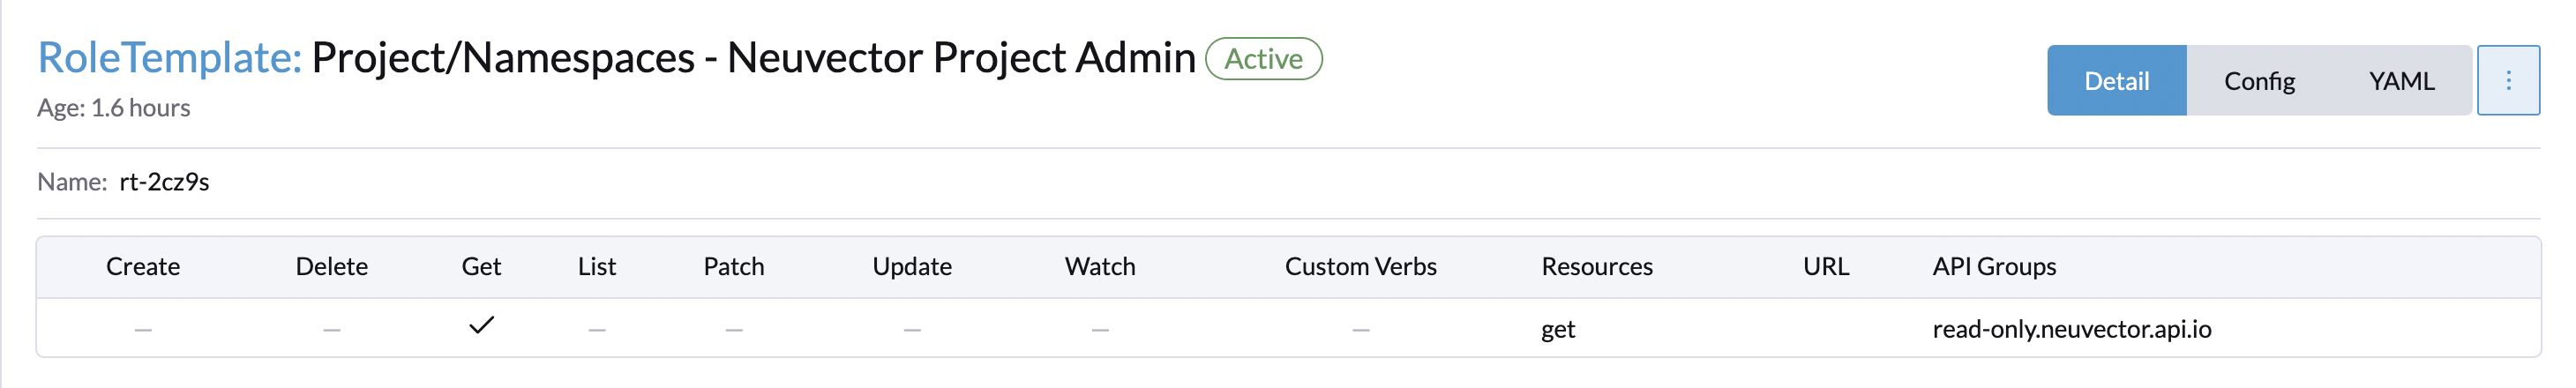 RoleTemplate: Project/Namespaces - Neuvector Project Admin Active
Age: 1.6 hours
Detail Config YAML
Name: rt-2cz9s
Create Delete Get List Patch Update Watch Custom Verbs Resources URL API Groups
— — ✓ — — — — — get read-only.neuvector.api.io